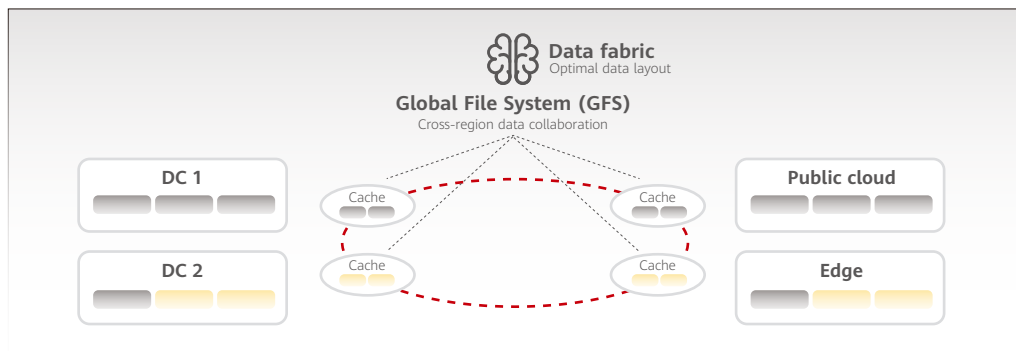 Data fabric
Optimal data layout
Global File System (GFS)
Cross-region data collaboration
DC 1
Cache
Cache
Public cloud
DC 2
Cache
Cache
Edge